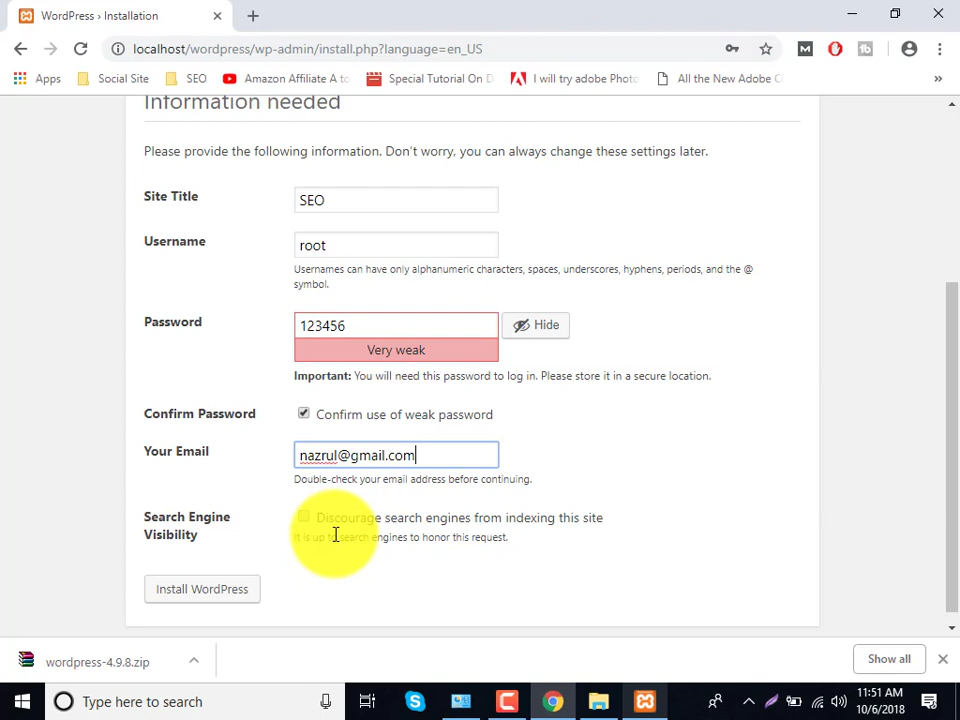 WordPress › Installation
localhost/wordpress/wp-admin/install.php?language=en_US
Apps
Social Site
SEO
Amazon Affiliate A to
Special Tutorial On D
I will try adobe Photo
All the New Adobe C
»
Information needed
Please provide the following information. Don’t worry, you can always change these settings later.
Site Title
SEO
Username
root
Usernames can have only alphanumeric characters, spaces, underscores, hyphens, periods, and the @
symbol.
Password
123456
Hide
Very weak
Important: You will need this password to log in. Please store it in a secure location.
Confirm Password
Confirm use of weak password
Your Email
nazrul@gmail.com
Double-check your email address before continuing.
Search Engine
Visibility
Discourage search engines from indexing this site
It is up to search engines to honor this request.
Install WordPress
wordpress-4.9.8.zip
Show all
Type here to search
11:51 AM
10/6/2018